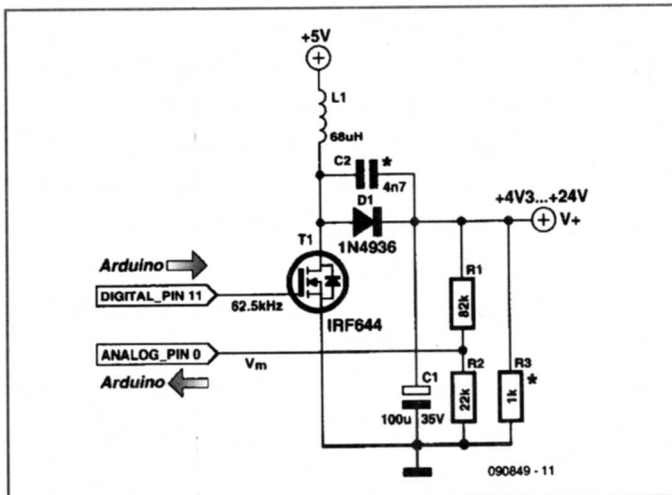 +5V
L1
68uH
C2
*
4n7
D1
+4V3...+24V
V+
1N4936
T1
R1
82k
Arduino
DIGITAL_PIN 11
62.5kHz
IRF644
ANALOG_PIN 0
Vm
Arduino
C1
100u 35V
R2
22k
R3
*
1k
090849 - 11